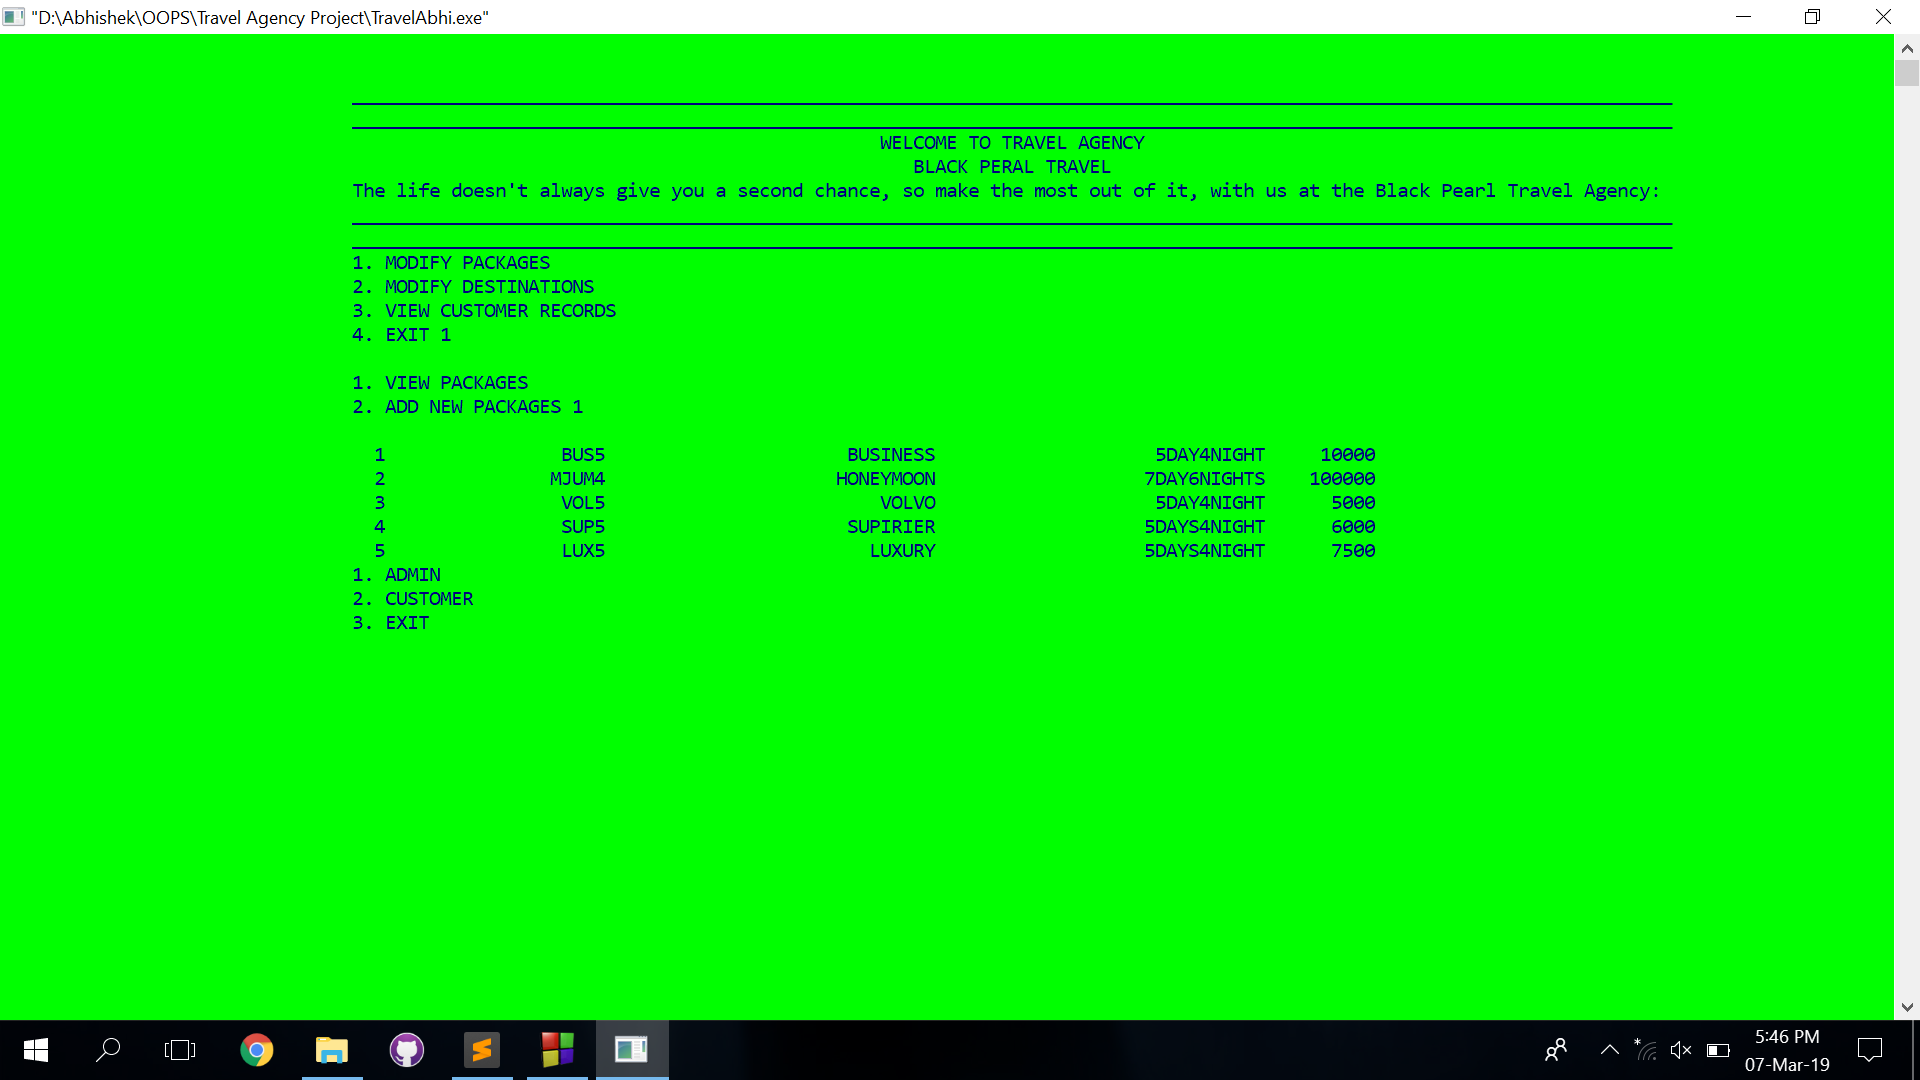 "D:\Abhishek\OOPS\Travel Agency Project\TravelAbhi.exe"
WELCOME TO TRAVEL AGENCY
BLACK PERAL TRAVEL
The life doesn't always give you a second chance, so make the most out of it, with us at the Black Pearl Travel Agency:
1. MODIFY PACKAGES
2. MODIFY DESTINATIONS
3. VIEW CUSTOMER RECORDS
4. EXIT 1
1. VIEW PACKAGES
2. ADD NEW PACKAGES 1
1 BUS5 BUSINESS 5DAY4NIGHT 10000
2 MJUM4 HONEYMOON 7DAY6NIGHTS 100000
3 VOL5 VOLVO 5DAY4NIGHT 5000
4 SUP5 SUPIRIER 5DAYS4NIGHT 6000
5 LUX5 LUXURY 5DAYS4NIGHT 7500
1. ADMIN
2. CUSTOMER
3. EXIT
5:46 PM
07-Mar-19